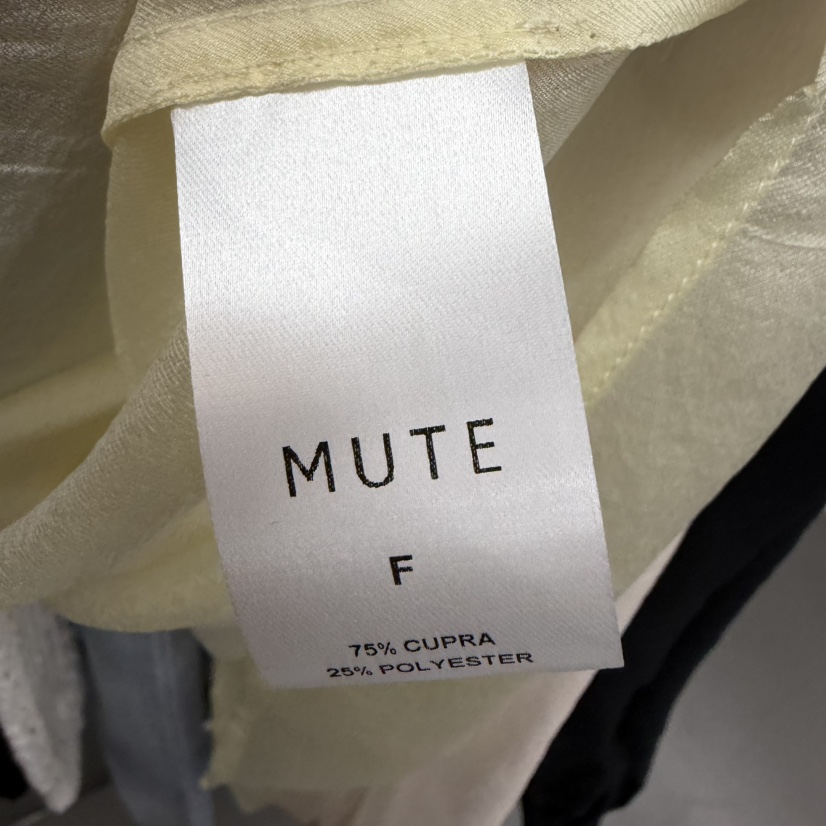 MUTE
F
75% CUPRA
25% POLYESTER